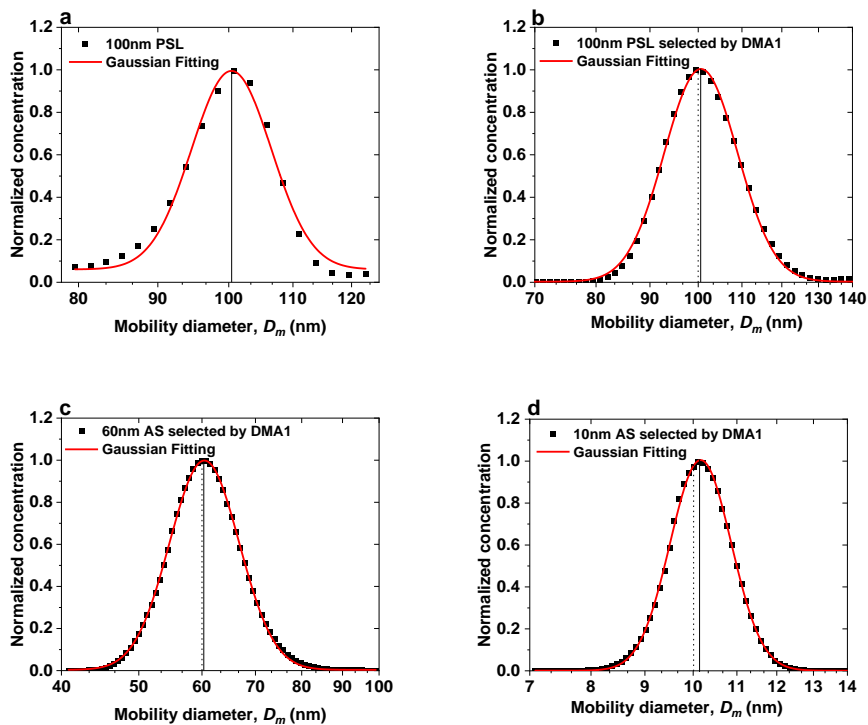 a
100nm PSL
Gaussian Fitting
1.2
1.0
0.8
0.6
0.4
0.2
0.0
80 90 100 110 120
Normalized concentration
Mobility diameter, Dm (nm)
b
100nm PSL selected by DMA1
Gaussian Fitting
1.2
1.0
0.8
0.6
0.4
0.2
0.0
70 80 90 100 110 120 130 140
Normalized concentration
Mobility diameter, Dm (nm)
c
60nm AS selected by DMA1
Gaussian Fitting
1.2
1.0
0.8
0.6
0.4
0.2
0.0
40 50 60 70 80 90 100
Normalized concentration
Mobility diameter, Dm (nm)
d
10nm AS selected by DMA1
Gaussian Fitting
1.2
1.0
0.8
0.6
0.4
0.2
0.0
7 8 9 10 11 12 13 14
Normalized concentration
Mobility diameter, Dm (nm)